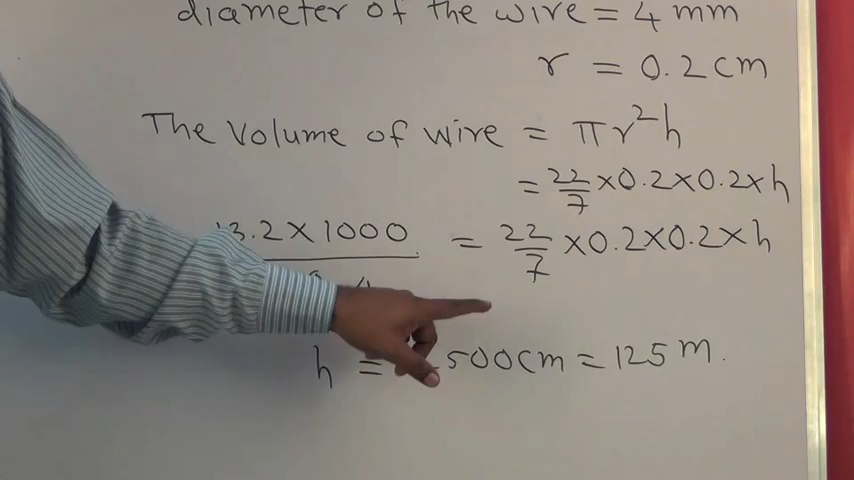 diameter of the wire = 4 mm
r = 0.2 cm
The volume of wire = πr²h
= 22/7 × 0.2 × 0.2 × h
3.2 × 1000 = 22/7 × 0.2 × 0.2 × h
h = 500 cm = 125 m.